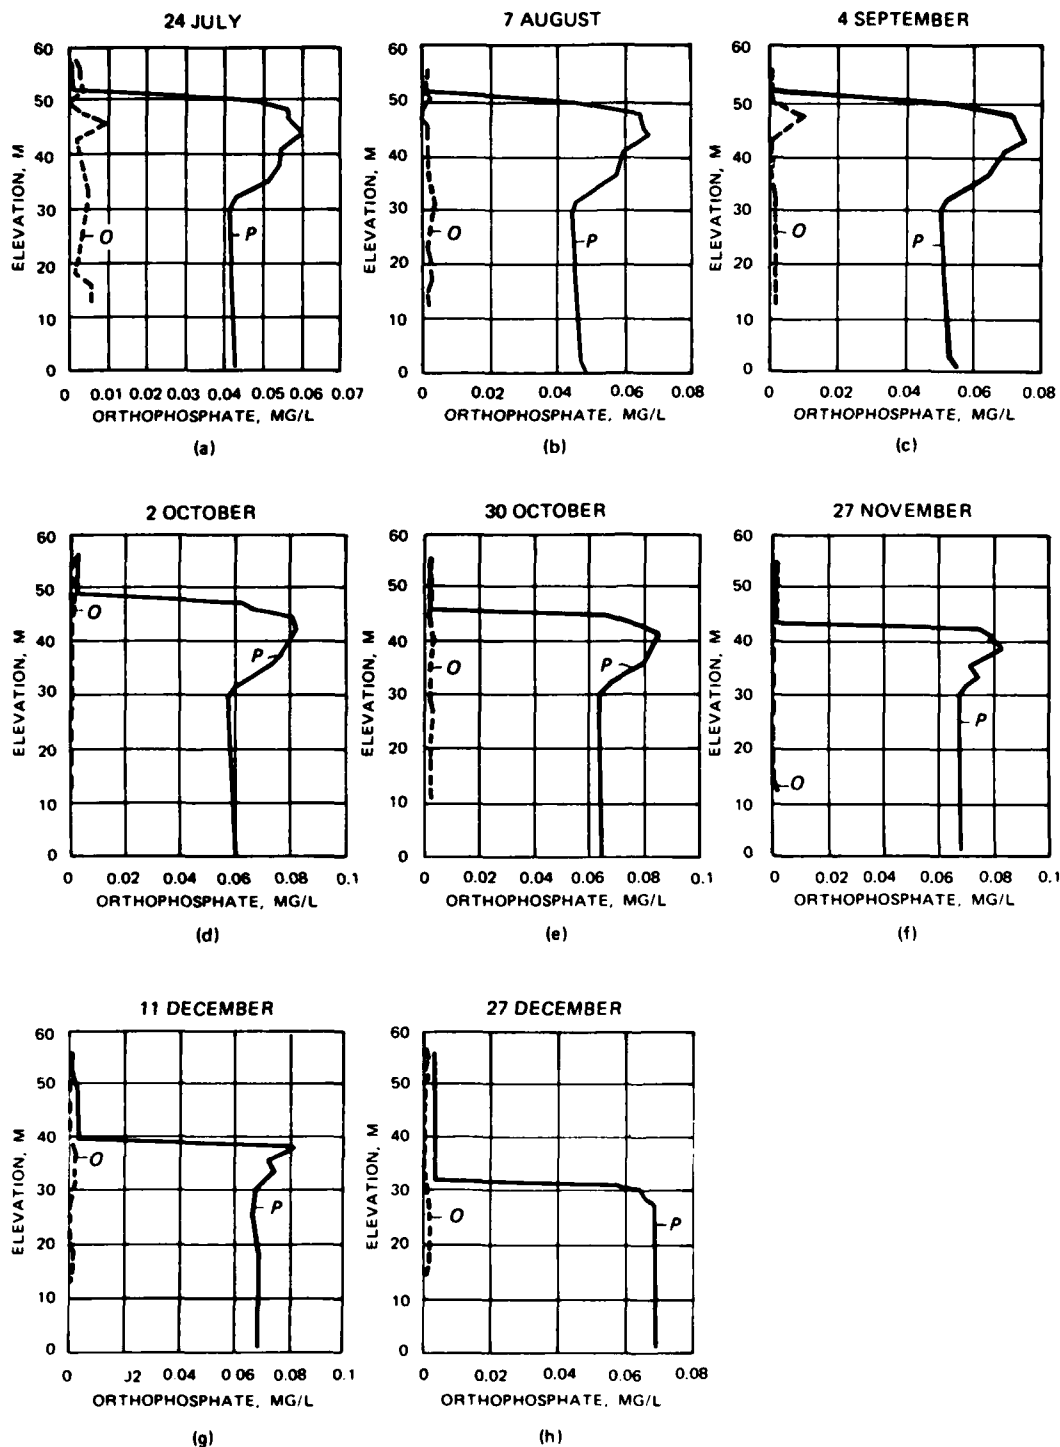 24 JULY
7 AUGUST
4 SEPTEMBER
60
50
40
30
20
10
0
ELEVATION, M
O
P
0 0.01 0.02 0.03 0.04 0.05 0.06 0.07
ORTHOPHOSPHATE, MG/L
(a)
60
50
40
30
20
10
0
ELEVATION, M
O
P
0 0.02 0.04 0.06 0.08
ORTHOPHOSPHATE, MG/L
(b)
60
50
40
30
20
10
0
ELEVATION, M
O
P
0 0.02 0.04 0.06 0.08
ORTHOPHOSPHATE, MG/L
(c)
2 OCTOBER
30 OCTOBER
27 NOVEMBER
60
50
40
30
20
10
0
ELEVATION, M
O
P
0 0.02 0.04 0.06 0.08 0.1
ORTHOPHOSPHATE, MG/L
(d)
60
50
40
30
20
10
0
ELEVATION, M
O
P
0 0.02 0.04 0.06 0.08 0.1
ORTHOPHOSPHATE, MG/L
(e)
60
50
40
30
20
10
0
ELEVATION, M
P
O
0 0.02 0.04 0.06 0.08 0.1
ORTHOPHOSPHATE, MG/L
(f)
11 DECEMBER
27 DECEMBER
60
50
40
30
20
10
0
ELEVATION, M
O
P
0 J2 0.04 0.06 0.08 0.1
ORTHOPHOSPHATE, MG/L
(g)
60
50
40
30
20
10
0
ELEVATION, M
O
P
0 0.02 0.04 0.06 0.08
ORTHOPHOSPHATE, MG/L
(h)